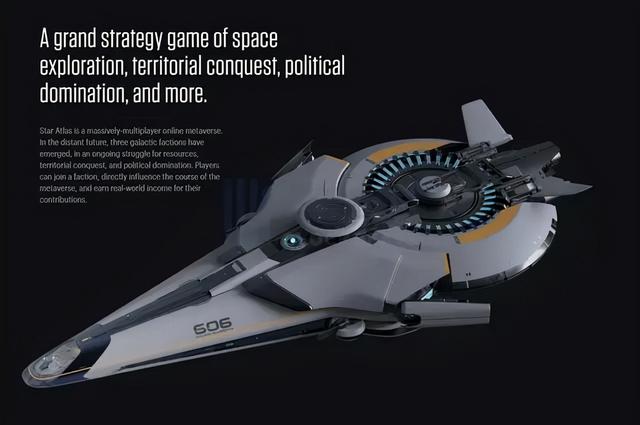 A grand strategy game of space
exploration, territorial conquest, political
domination, and more.
Star Atlas is a massively-multiplayer online metaverse.
In the distant future, three galactic factions have
emerged, in an ongoing struggle for resources,
territorial conquest, and political domination. Players
can join a faction, directly influence the course of the
metaverse, and earn real-world income for their
contributions.
606